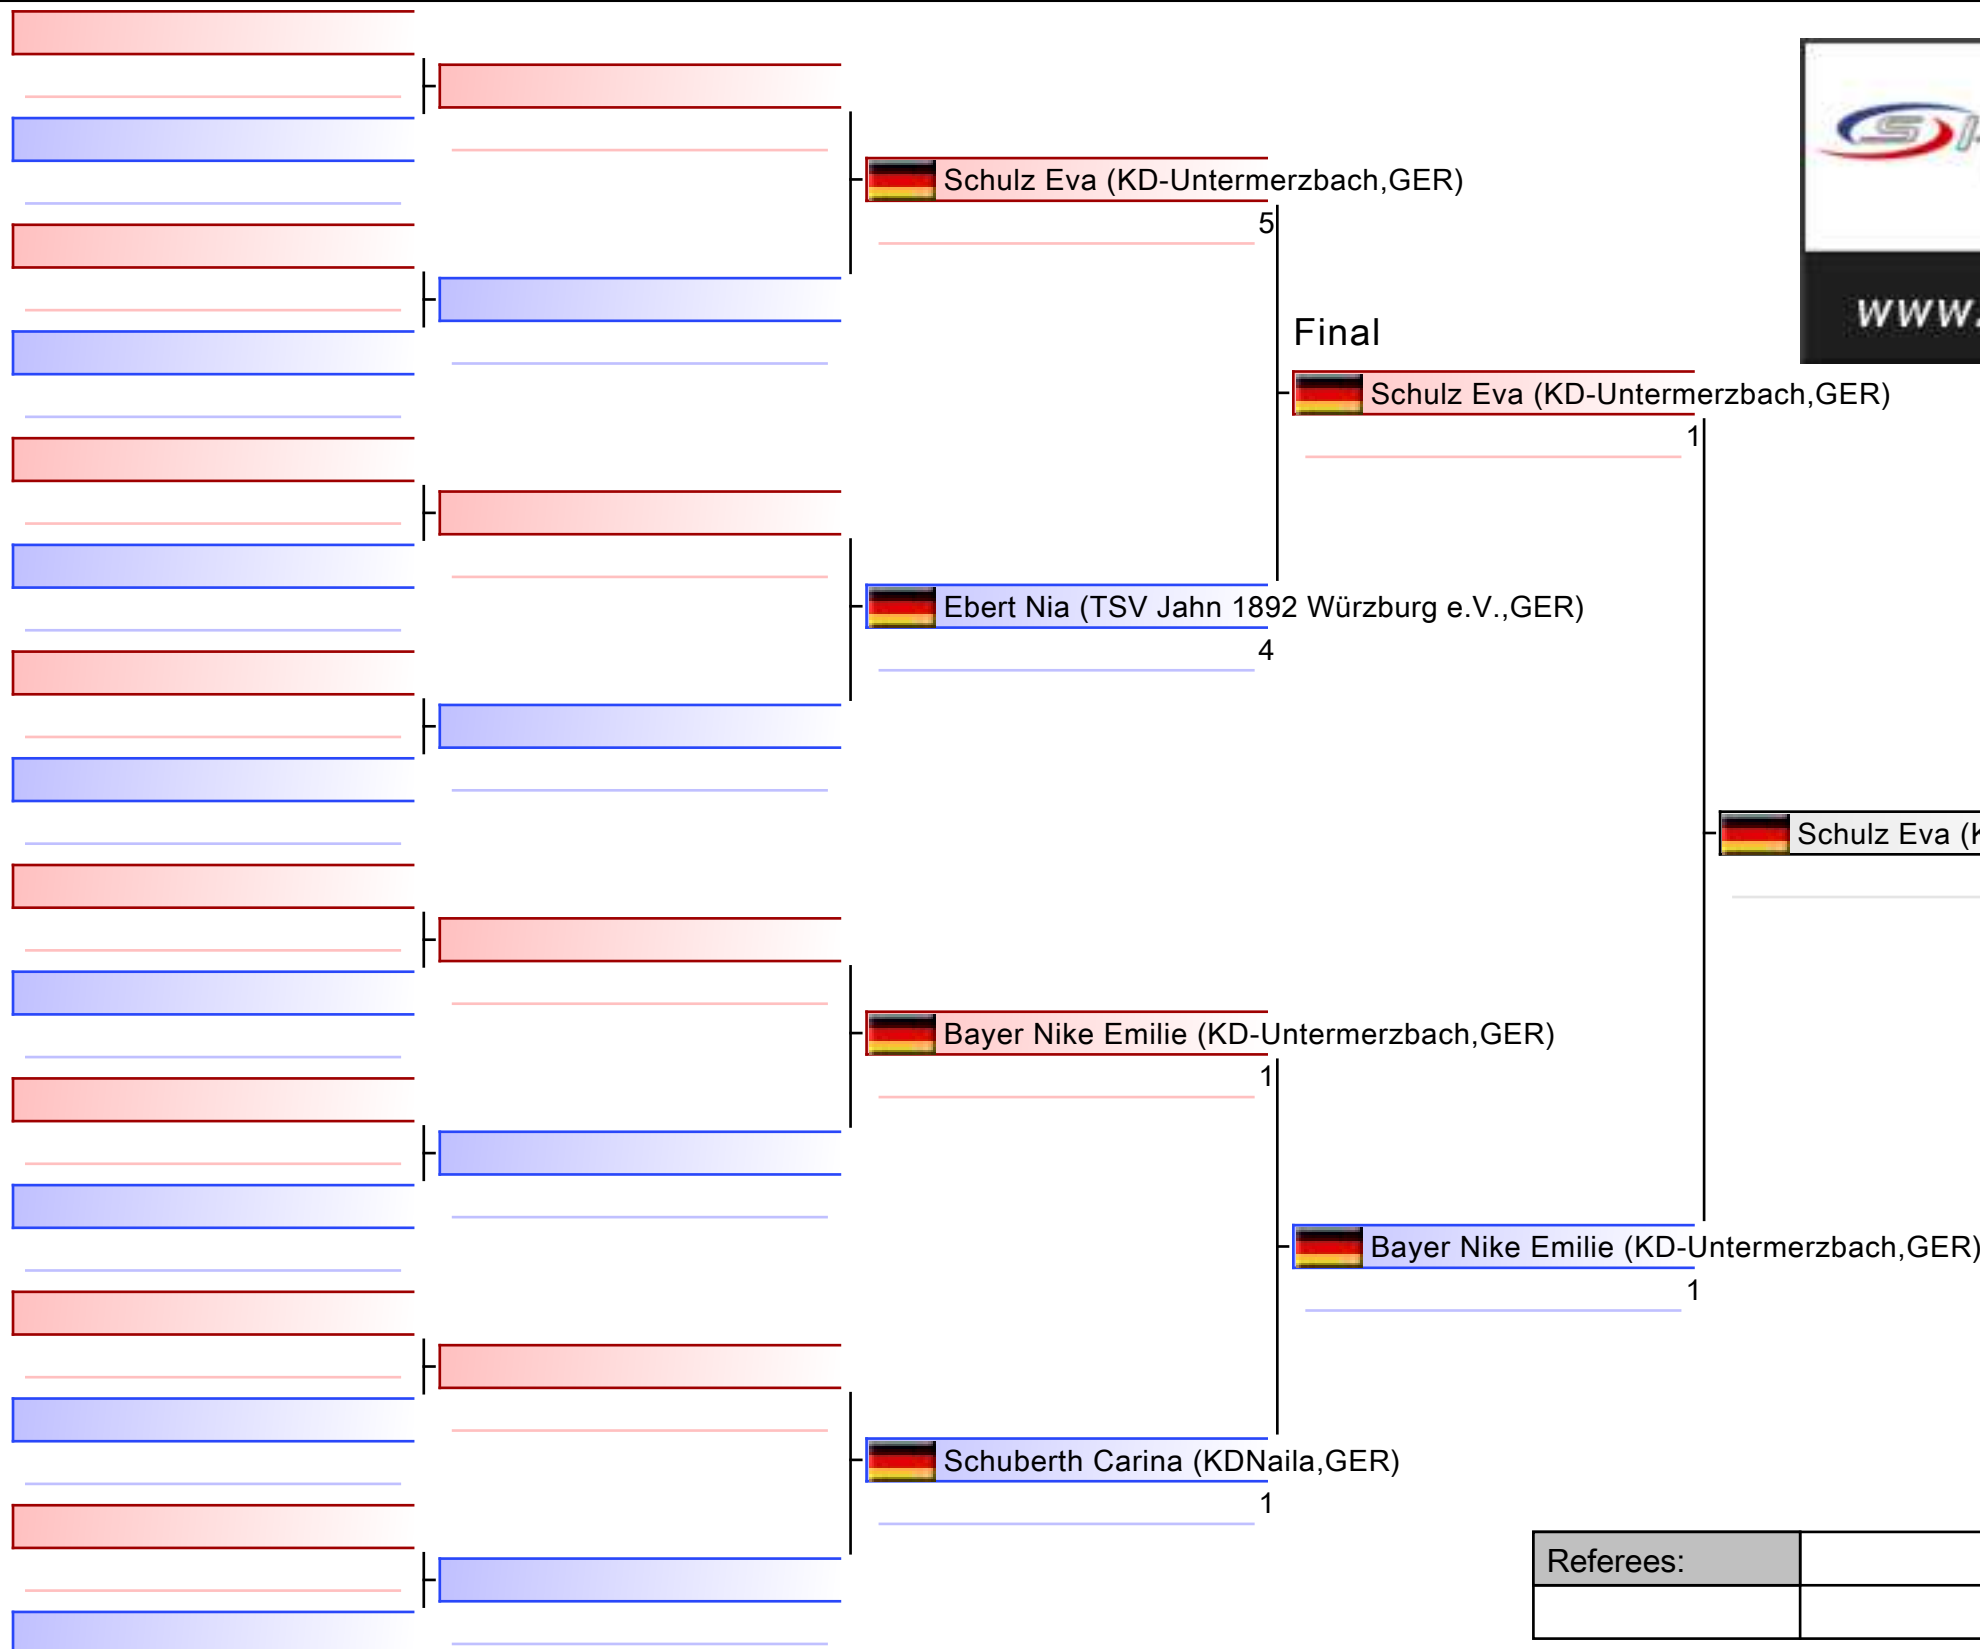 Schulz Eva (KD-Untermerzbach,GER)
5
Final
www.
Schulz Eva (KD-Untermerzbach,GER)
1
Ebert Nia (TSV Jahn 1892 Würzburg e.V.,GER)
4
Schulz Eva (
Bayer Nike Emilie (KD-Untermerzbach,GER)
1
Bayer Nike Emilie (KD-Untermerzbach,GER)
1
Schuberth Carina (KDNaila,GER)
1
Referees: